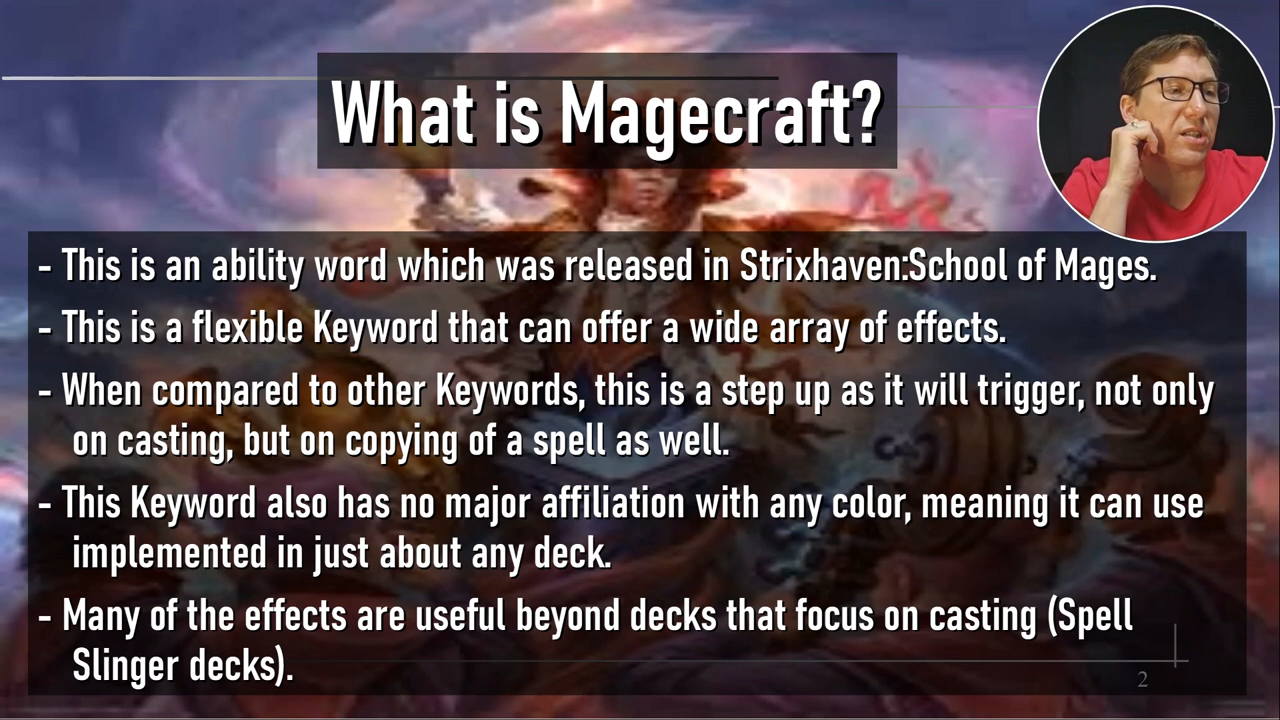 What is Magecraft?
- This is an ability word which was released in Strixhaven:School of Mages.
- This is a flexible Keyword that can offer a wide array of effects.
- When compared to other Keywords, this is a step up as it will trigger, not only
on casting, but on copying of a spell as well.
- This Keyword also has no major affiliation with any color, meaning it can use
implemented in just about any deck.
- Many of the effects are useful beyond decks that focus on casting (Spell
Slinger decks).
2